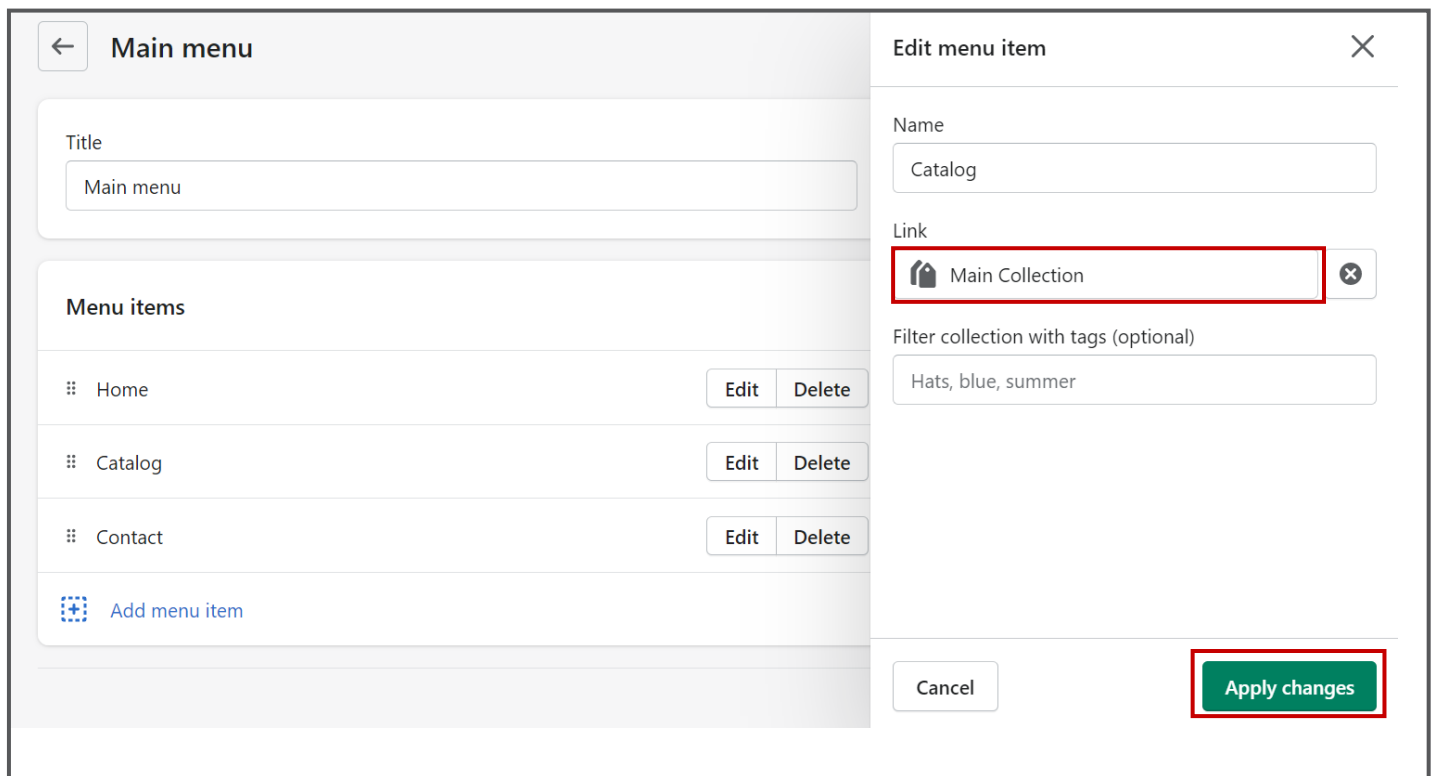 Main menu
Title
Main menu
Menu items
Home
Edit Delete
Catalog
Edit Delete
Contact
Edit Delete
Add menu item
Edit menu item
Name
Catalog
Link
Main Collection
Filter collection with tags (optional)
Hats, blue, summer
Cancel
Apply changes